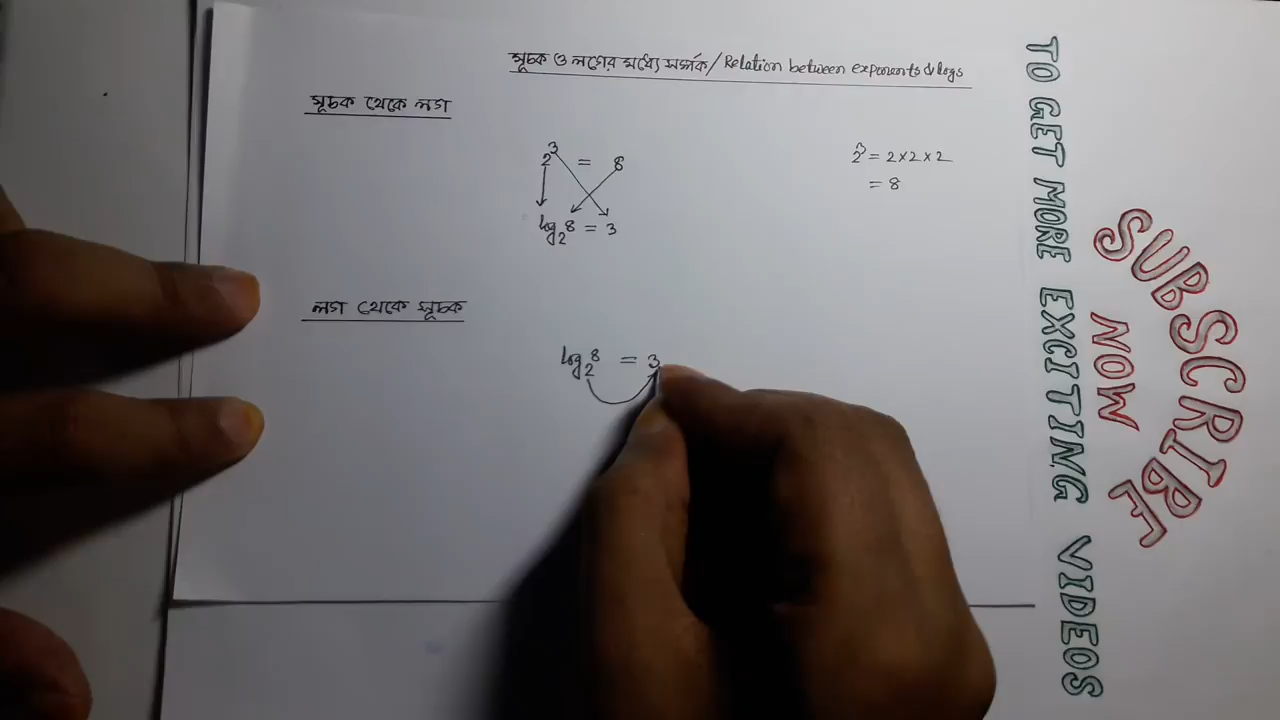 সূচক ও লগের মধ্যে সম্পর্ক/Relation between exponents & logs
সূচক থেকে লগ
2³ = 8
log₂8 = 3
2³ = 2×2×2
= 8
লগ থেকে সূচক
log₂8 = 3
TO GET MORE EXCITING VIDEOS
SUBSCRIBE
NOW